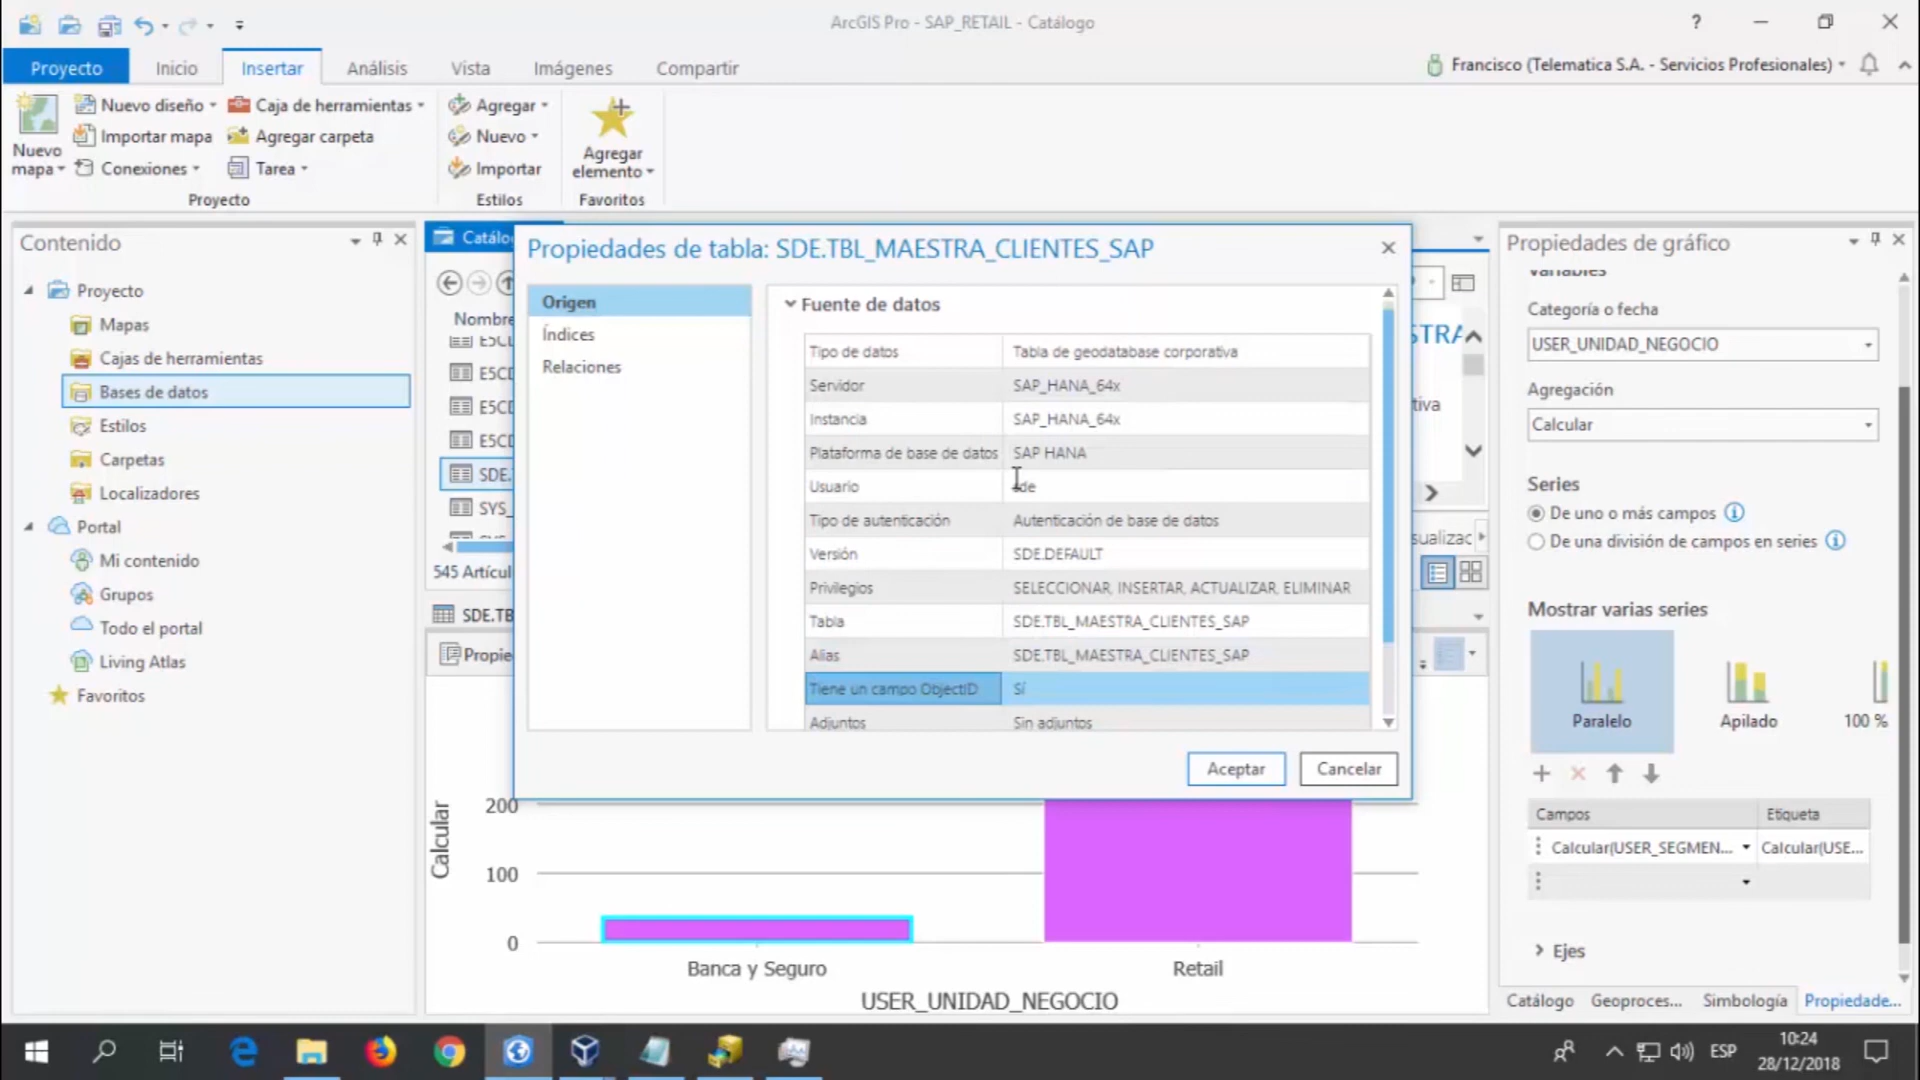 ArcGIS Pro - SAP_RETAIL - Catálogo
?
Proyecto
Inicio
Insertar
Análisis
Vista
Imágenes
Compartir
Francisco (Telematica S.A. - Servicios Profesionales)
Nuevo mapa
Nuevo diseño
Importar mapa
Conexiones
Caja de herramientas
Agregar carpeta
Tarea
Proyecto
Agregar
Nuevo
Importar
Estilos
Agregar elemento
Favoritos
Contenido
Proyecto
Mapas
Cajas de herramientas
Bases de datos
Estilos
Carpetas
Localizadores
Portal
Mi contenido
Grupos
Todo el portal
Living Atlas
Favoritos
Nombre
E5CD
E5CD
SDE.
SYS_
545 Artícul
SDE.TB
Propie
Propiedades de tabla: SDE.TBL_MAESTRA_CLIENTES_SAP
Origen
Índices
Relaciones
Fuente de datos
Tipo de datos Tabla de geodatabase corporativa
Servidor SAP_HANA_64x
Instancia SAP_HANA_64x
Plataforma de base de datos SAP HANA
Usuario sde
Tipo de autenticación Autenticación de base de datos
Versión SDE.DEFAULT
Privilegios SELECCIONAR, INSERTAR, ACTUALIZAR, ELIMINAR
Tabla SDE.TBL_MAESTRA_CLIENTES_SAP
Alias SDE.TBL_MAESTRA_CLIENTES_SAP
Tiene un campo ObjectID Sí
Adjuntos Sin adjuntos
Aceptar
Cancelar
Calcular
200
100
0
Banca y Seguro
Retail
USER_UNIDAD_NEGOCIO
Propiedades de gráfico
Variables
Categoría o fecha
USER_UNIDAD_NEGOCIO
Agregación
Calcular
Series
De uno o más campos
De una división de campos en series
Mostrar varias series
Paralelo
Apilado
100 %
Campos Etiqueta
Calcular(USER_SEGMEN... Calcular(USE...
Ejes
Catálogo
Geoproces...
Simbología
Propiedade...
ESP
10:24
28/12/2018